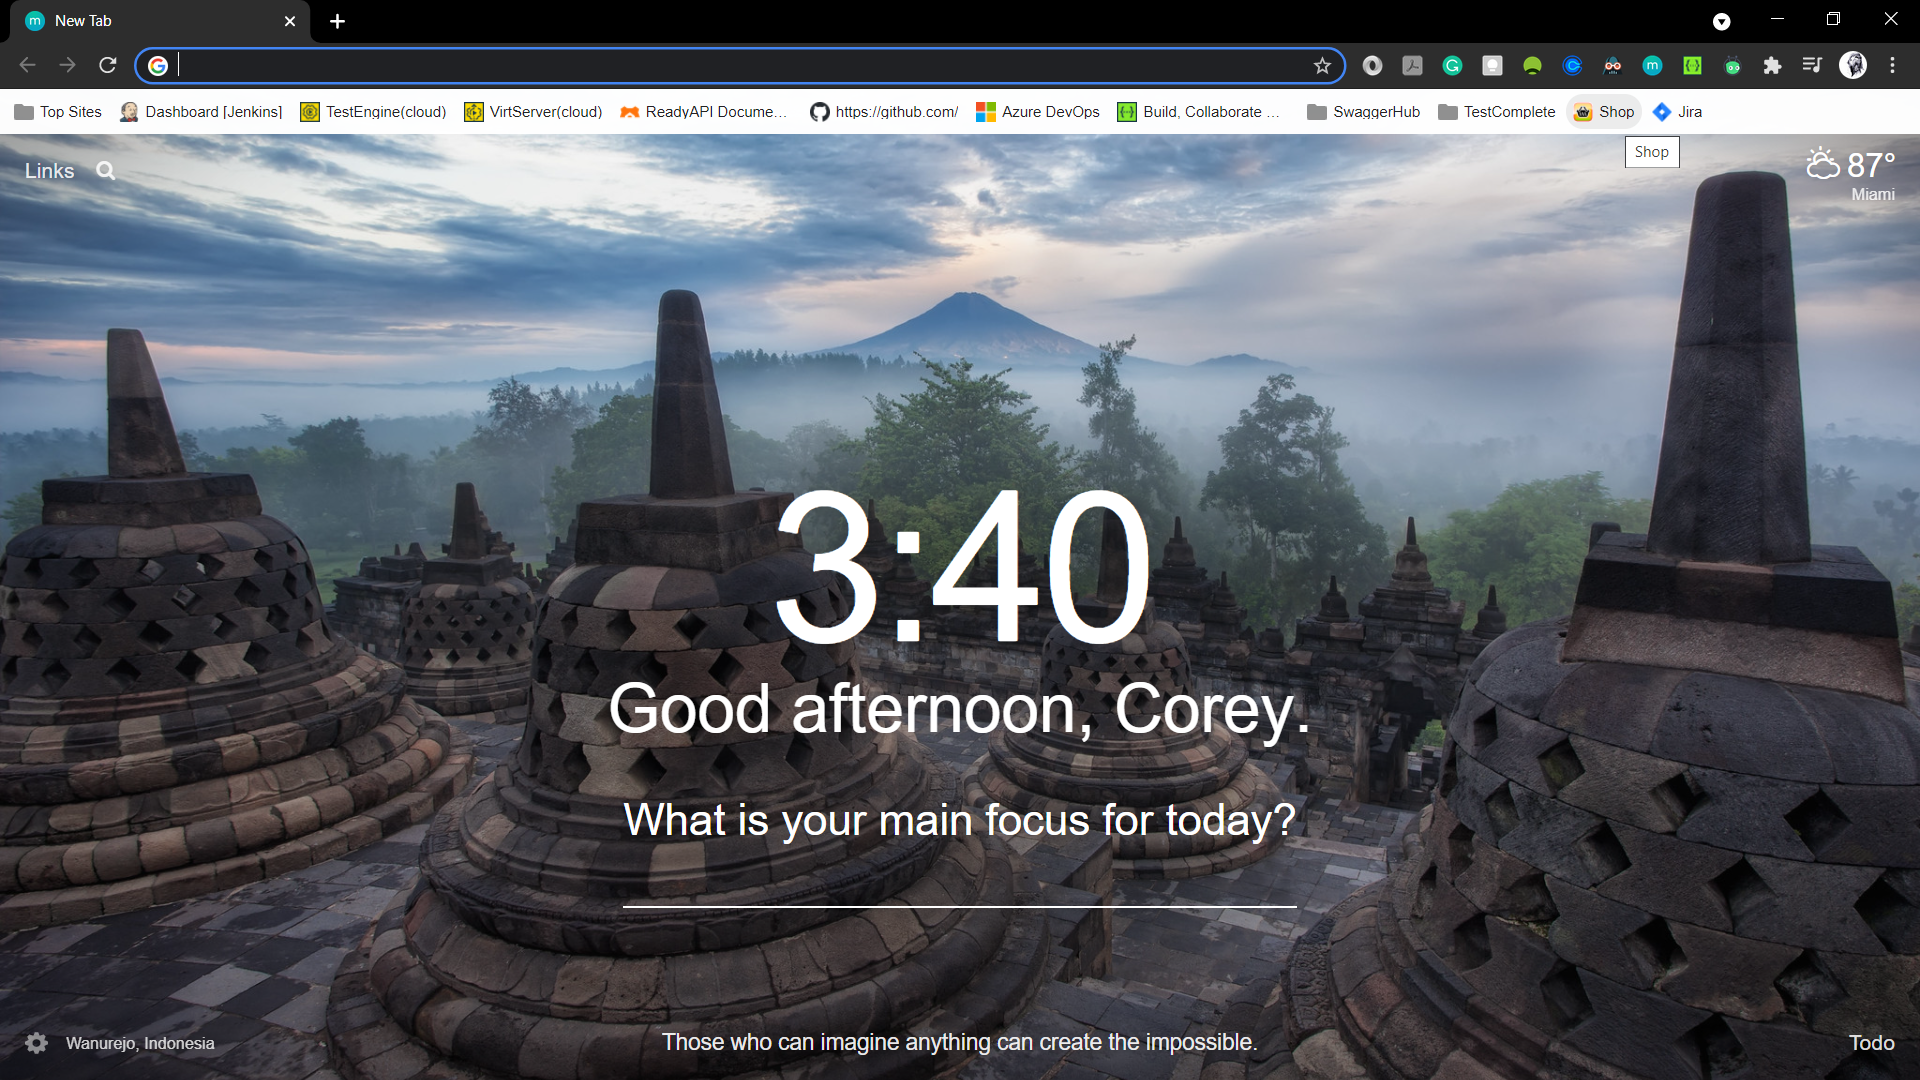 New Tab
Top Sites
Dashboard [Jenkins]
TestEngine(cloud)
VirtServer(cloud)
ReadyAPI Docume...
https://github.com/
Azure DevOps
Build, Collaborate ...
SwaggerHub
TestComplete
Shop
Jira
Shop
Links
87°
Miami
3:40
Good afternoon, Corey.
What is your main focus for today?
Wanurejo, Indonesia
Those who can imagine anything can create the impossible.
Todo